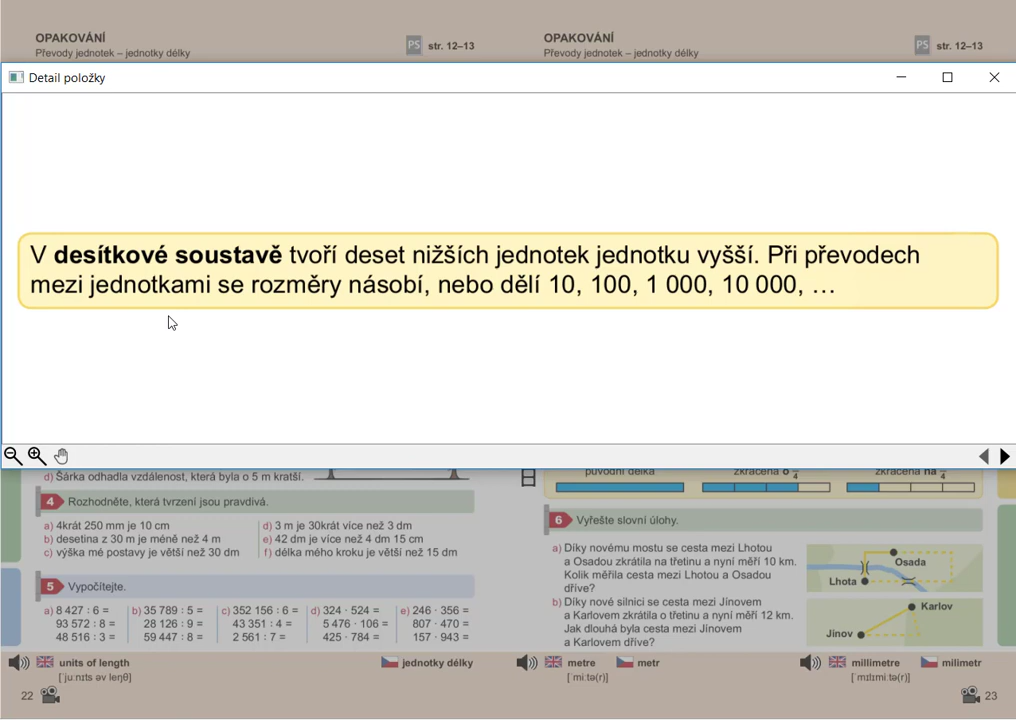 OPAKOVÁNÍ
Převody jednotek – jednotky délky
PS str. 12–13
OPAKOVÁNÍ
Převody jednotek – jednotky délky
PS str. 12–13
Detail položky
V desítkové soustavě tvoří deset nižších jednotek jednotku vyšší. Při převodech
mezi jednotkami se rozměry násobí, nebo dělí 10, 100, 1 000, 10 000, …
d) Šárka odhadla vzdálenost, která byla o 5 m kratší.
4 Rozhodněte, která tvrzení jsou pravdivá.
a) 4krát 250 mm je 10 cm
b) desetina z 30 m je méně než 4 m
c) výška mé postavy je větší než 30 dm
d) 3 m je 30krát více než 3 dm
e) 42 dm je více než 4 dm 15 cm
f) délka mého kroku je větší než 15 dm
5 Vypočítejte.
a) 8 427 : 6 =
93 572 : 8 =
48 516 : 3 =
b) 35 789 : 5 =
28 126 : 9 =
59 447 : 8 =
c) 352 156 : 6 =
43 351 : 4 =
2 561 : 7 =
d) 324 · 524 =
5 476 · 106 =
425 · 784 =
e) 246 · 356 =
807 · 470 =
157 · 943 =
units of length
[ˈjuːnɪts əv leŋθ]
jednotky délky
22
původní délka
zkrácená o 1/4
zkrácená na 1/4
6 Vyřešte slovní úlohy.
a) Díky novému mostu se cesta mezi Lhotou
a Osadou zkrátila na třetinu a nyní měří 10 km.
Kolik měřila cesta mezi Lhotou a Osadou
dříve?
b) Díky nové silnici se cesta mezi Jínovem
a Karlovem zkrátila o třetinu a nyní měří 12 km.
Jak dlouhá byla cesta mezi Jínovem
a Karlovem dříve?
Osada
Lhota
Karlov
Jínov
metre
[ˈmiːtə(r)]
metr
millimetre
[ˈmɪlɪmiːtə(r)]
milimetr
23